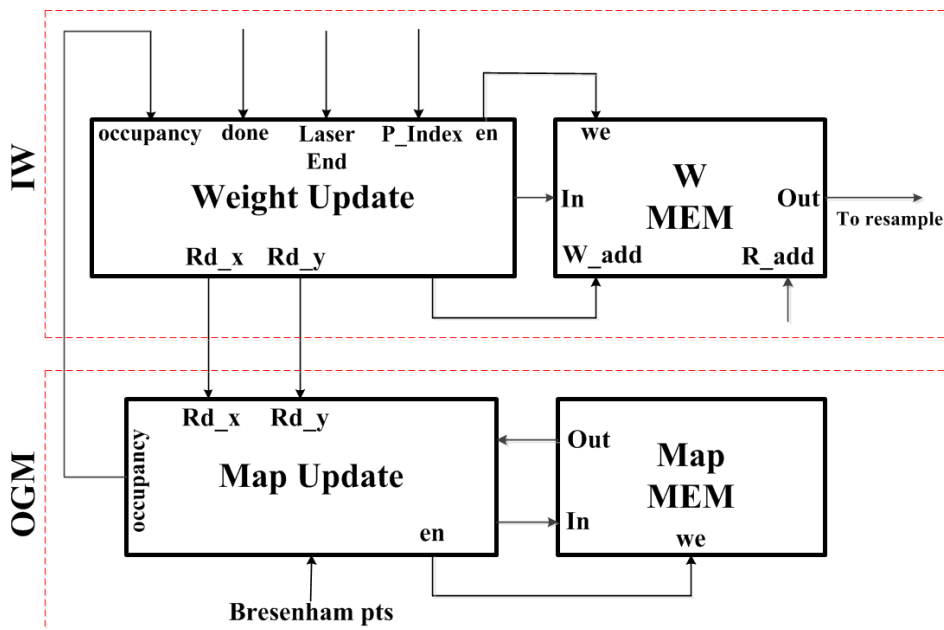 IW
occupancy done Laser P_Index en
End
Weight Update
Rd_x Rd_y
we
W
MEM
In
Out
W_add
R_add
To resample
OGM
Rd_x Rd_y
occupancy
Map Update
en
Bresenham pts
Out
Map
MEM
In
we